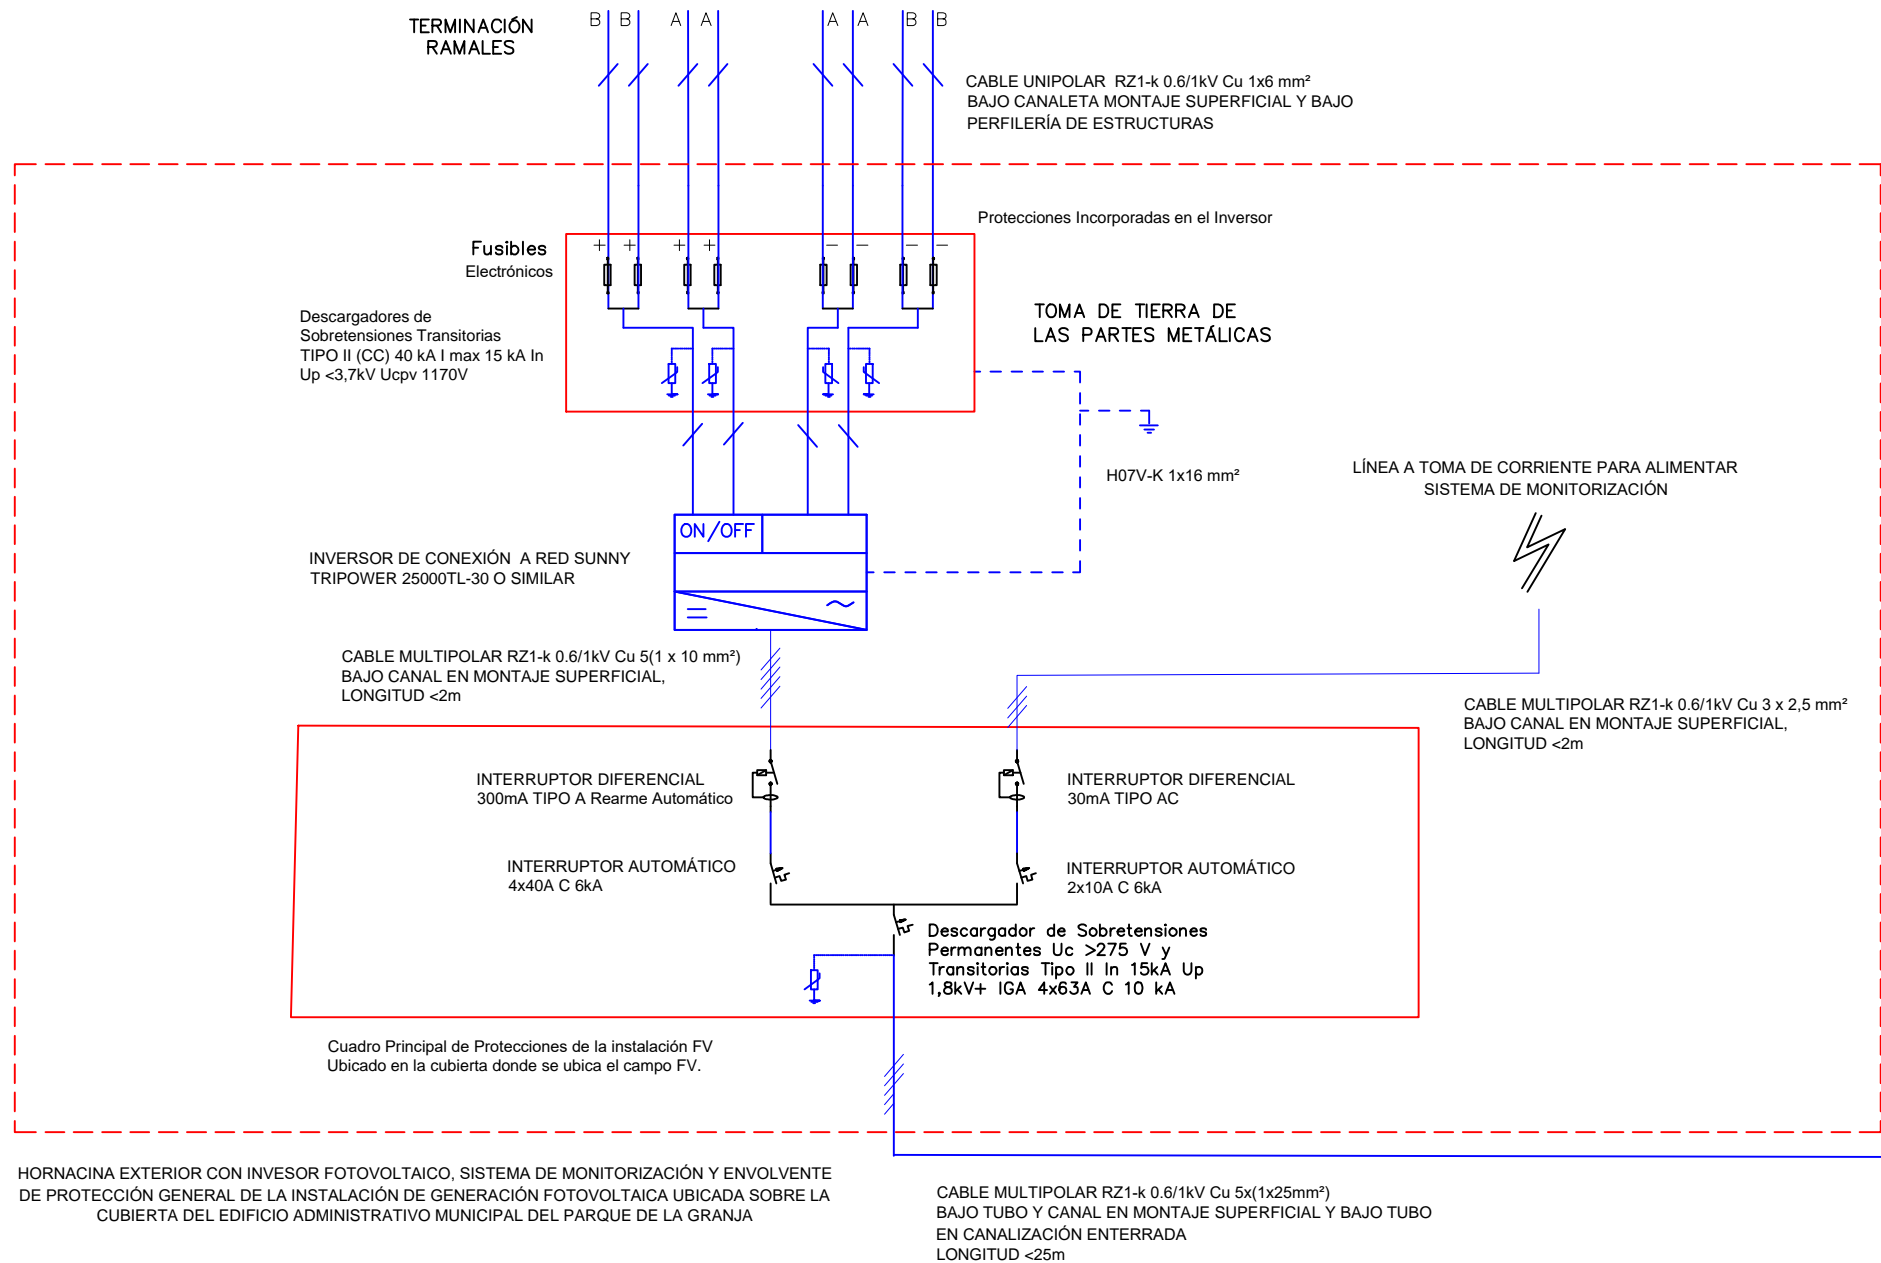 TERMINACIÓN
RAMALES
B B A A A A B B
CABLE UNIPOLAR RZ1-k 0.6/1kV Cu 1x6 mm²
BAJO CANALETA MONTAJE SUPERFICIAL Y BAJO
PERFILERÍA DE ESTRUCTURAS
Protecciones Incorporadas en el Inversor
Fusibles
Electrónicos
+ + + + − − − −
Descargadores de
Sobretensiones Transitorias
TIPO II (CC) 40 kA I max 15 kA In
Up <3,7kV Ucpv 1170V
TOMA DE TIERRA DE
LAS PARTES METÁLICAS
H07V-K 1x16 mm²
LÍNEA A TOMA DE CORRIENTE PARA ALIMENTAR
SISTEMA DE MONITORIZACIÓN
ON/OFF
INVERSOR DE CONEXIÓN A RED SUNNY
TRIPOWER 25000TL-30 O SIMILAR
CABLE MULTIPOLAR RZ1-k 0.6/1kV Cu 5(1 x 10 mm²)
BAJO CANAL EN MONTAJE SUPERFICIAL,
LONGITUD <2m
CABLE MULTIPOLAR RZ1-k 0.6/1kV Cu 3 x 2,5 mm²
BAJO CANAL EN MONTAJE SUPERFICIAL,
LONGITUD <2m
INTERRUPTOR DIFERENCIAL
300mA TIPO A Rearme Automático
INTERRUPTOR DIFERENCIAL
30mA TIPO AC
INTERRUPTOR AUTOMÁTICO
4x40A C 6kA
INTERRUPTOR AUTOMÁTICO
2x10A C 6kA
Descargador de Sobretensiones
Permanentes Uc >275 V y
Transitorias Tipo II In 15kA Up
1,8kV+ IGA 4x63A C 10 kA
Cuadro Principal de Protecciones de la instalación FV
Ubicado en la cubierta donde se ubica el campo FV.
HORNACINA EXTERIOR CON INVESOR FOTOVOLTAICO, SISTEMA DE MONITORIZACIÓN Y ENVOLVENTE
DE PROTECCIÓN GENERAL DE LA INSTALACIÓN DE GENERACIÓN FOTOVOLTAICA UBICADA SOBRE LA
CUBIERTA DEL EDIFICIO ADMINISTRATIVO MUNICIPAL DEL PARQUE DE LA GRANJA
CABLE MULTIPOLAR RZ1-k 0.6/1kV Cu 5x(1x25mm²)
BAJO TUBO Y CANAL EN MONTAJE SUPERFICIAL Y BAJO TUBO
EN CANALIZACIÓN ENTERRADA
LONGITUD <25m